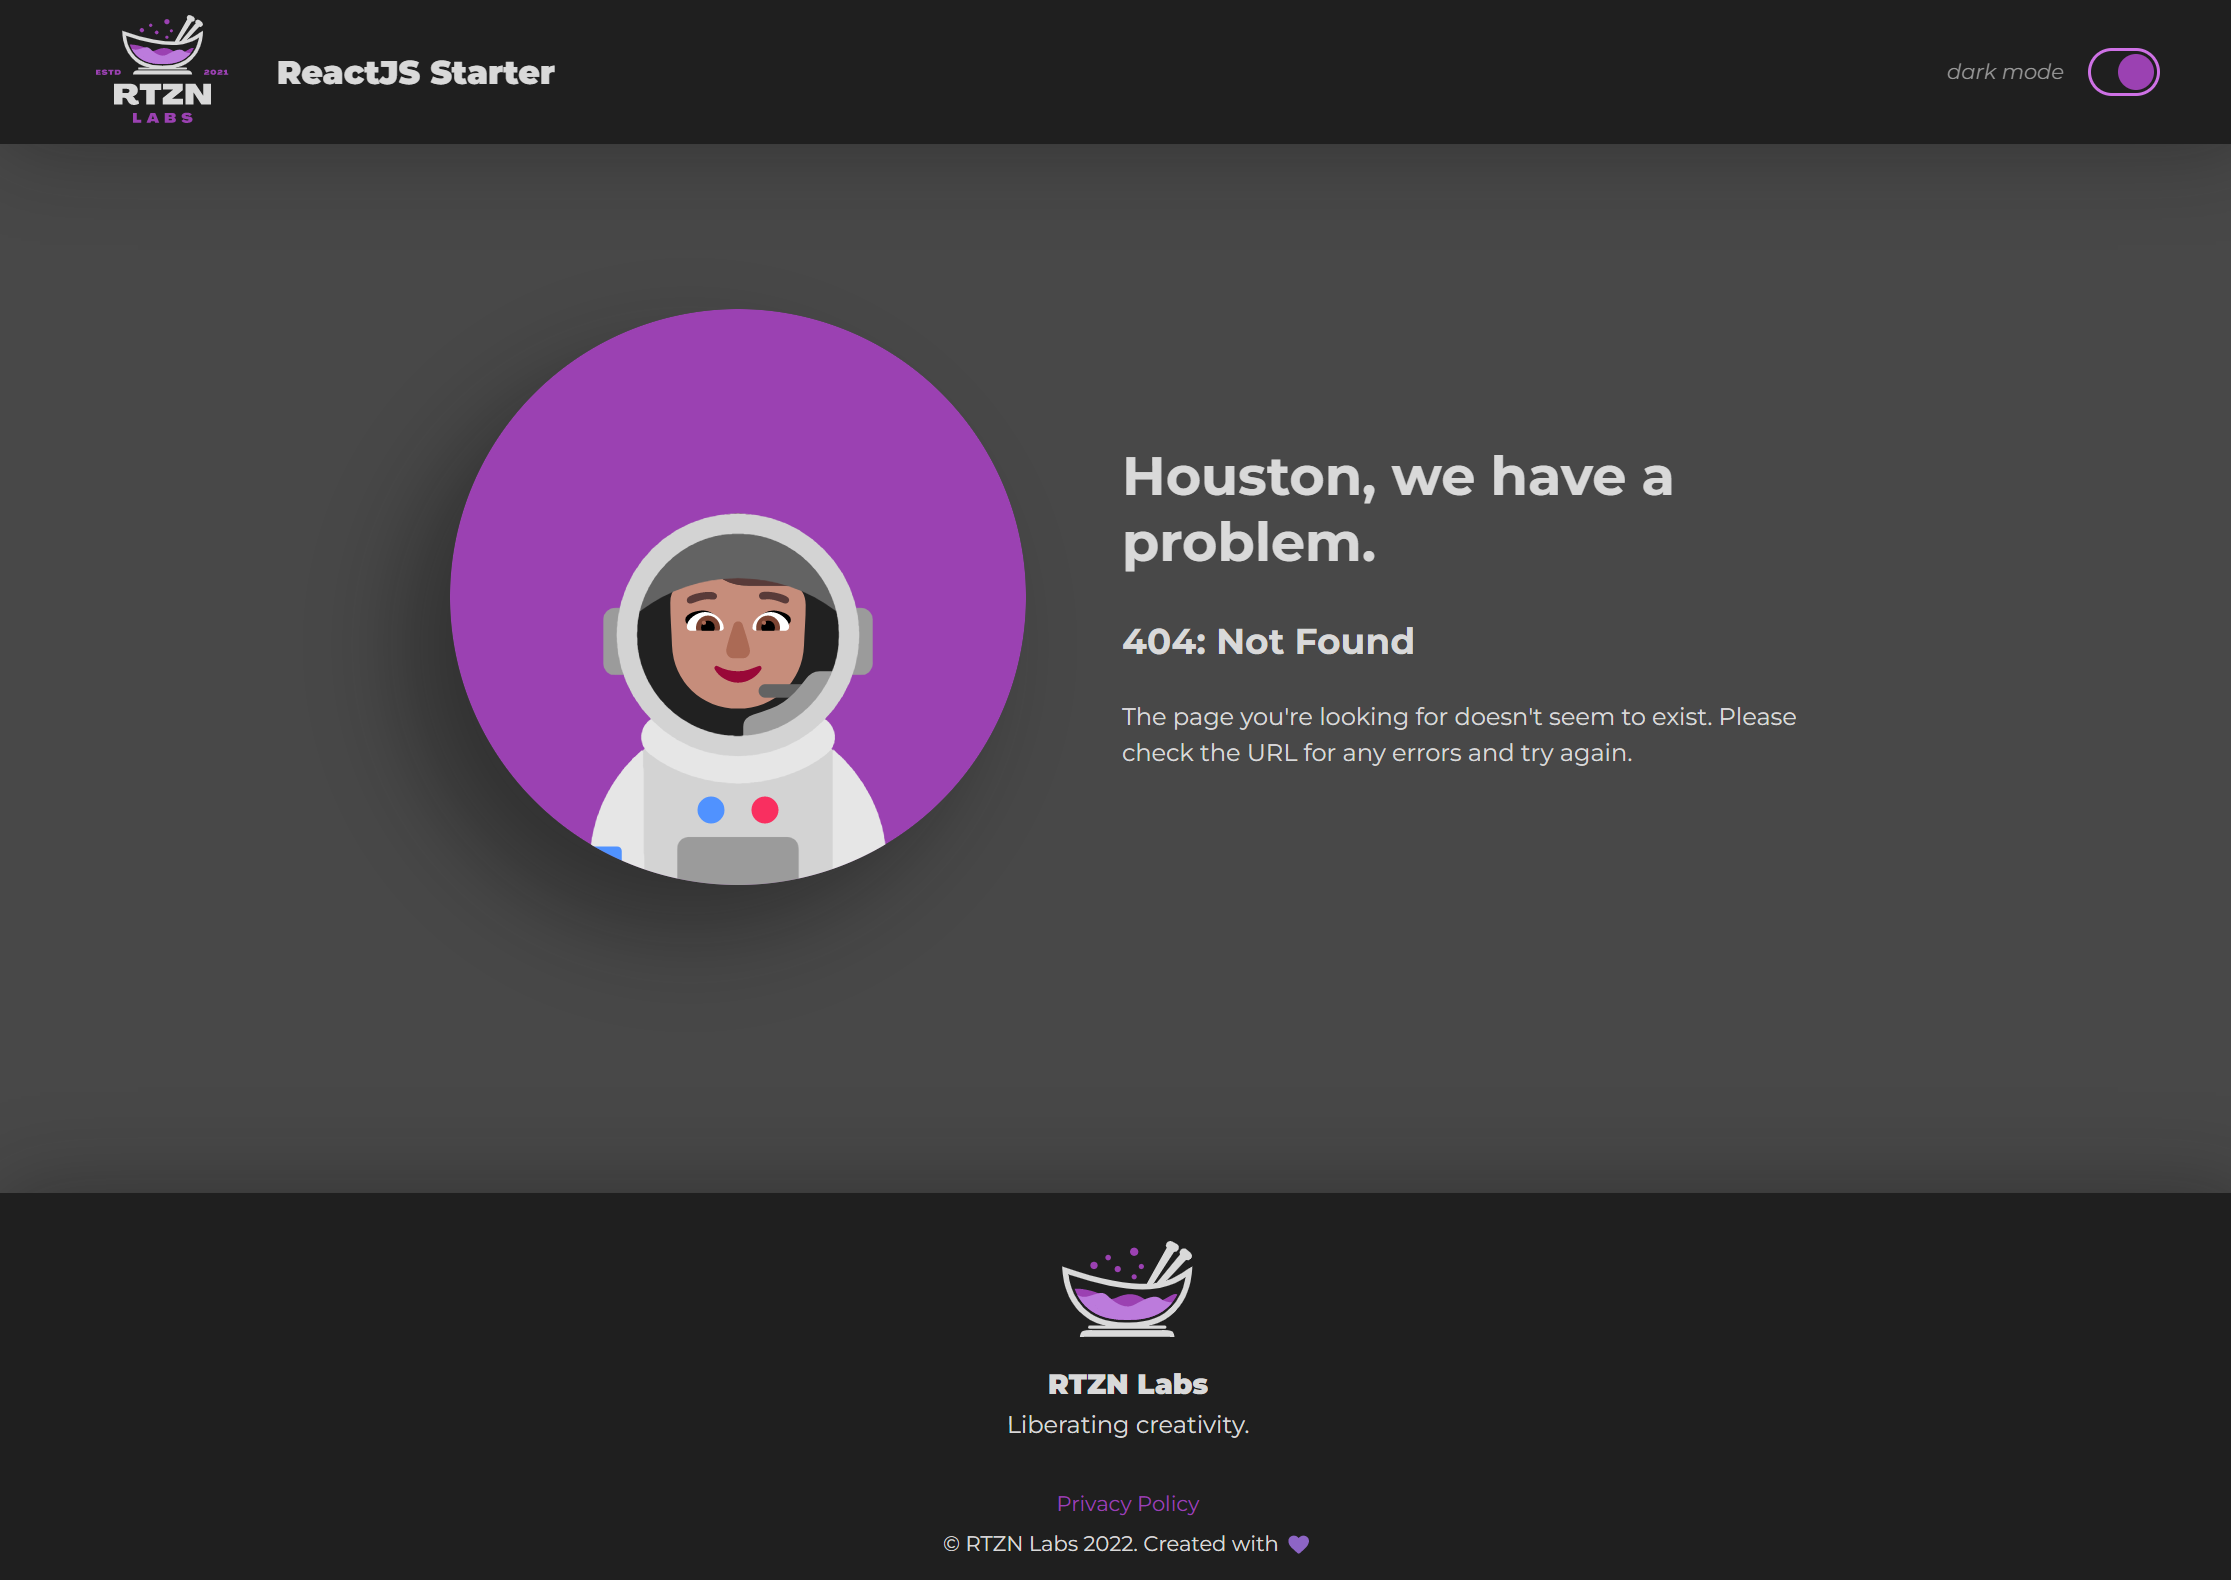 ESTD 2021
RTZN
LABS
ReactJS Starter
dark mode
Houston, we have a
problem.
404: Not Found
The page you're looking for doesn't seem to exist. Please
check the URL for any errors and try again.
RTZN Labs
Liberating creativity.
Privacy Policy
© RTZN Labs 2022. Created with 💜